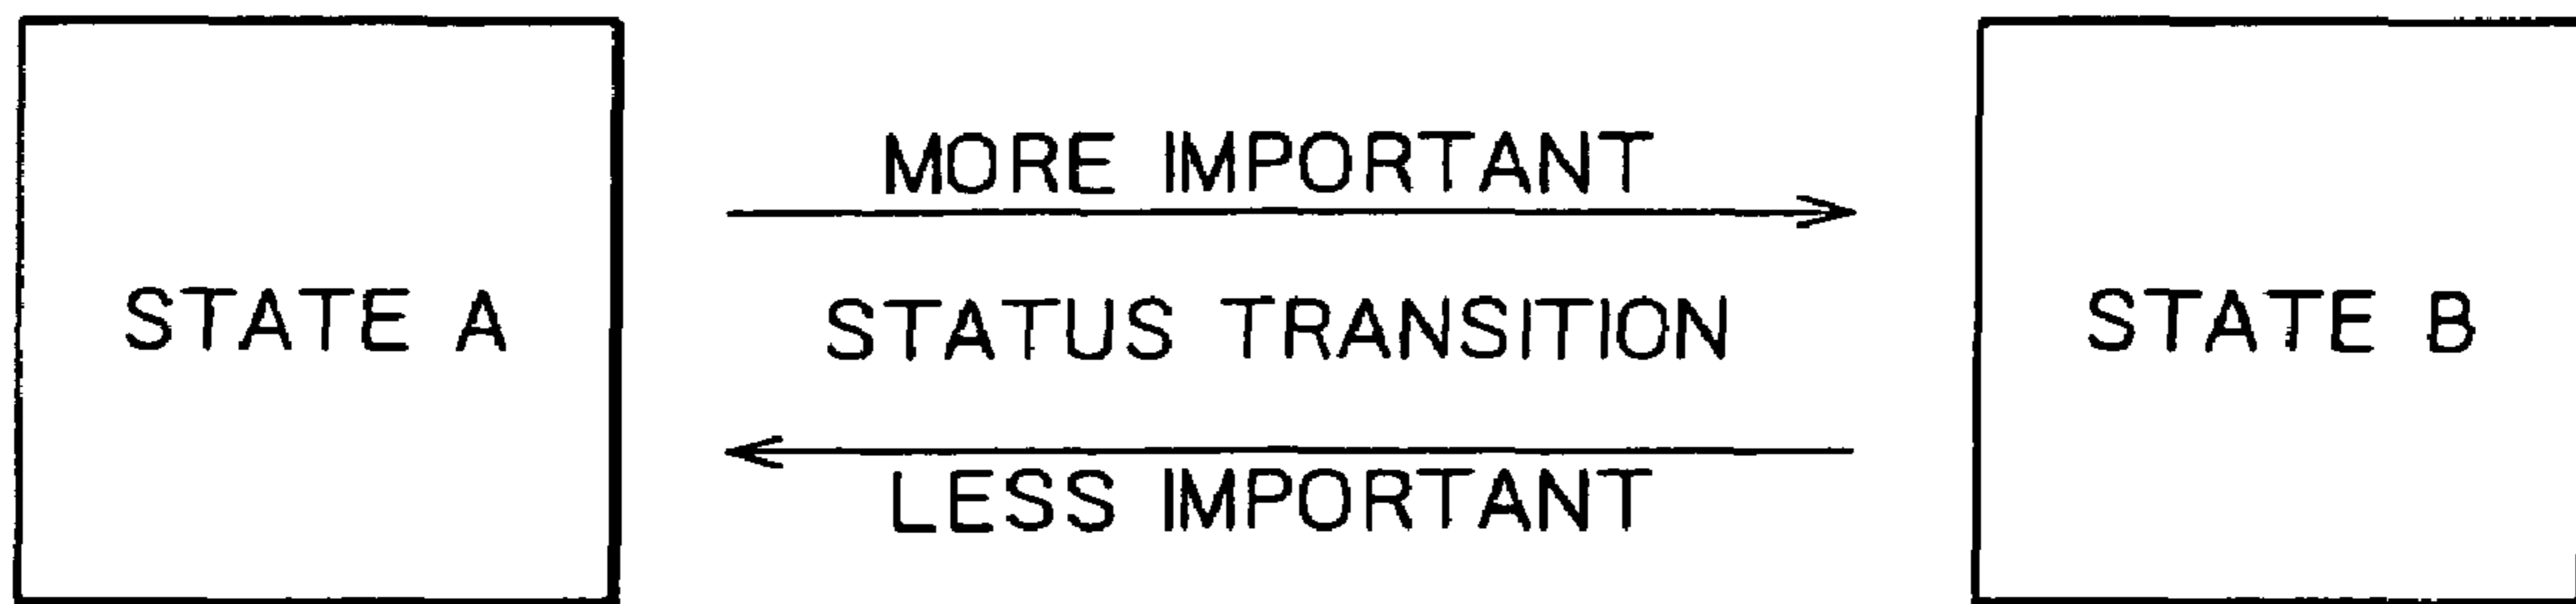 MORE IMPORTANT
STATE A
STATUS TRANSITION
STATE B
LESS IMPORTANT